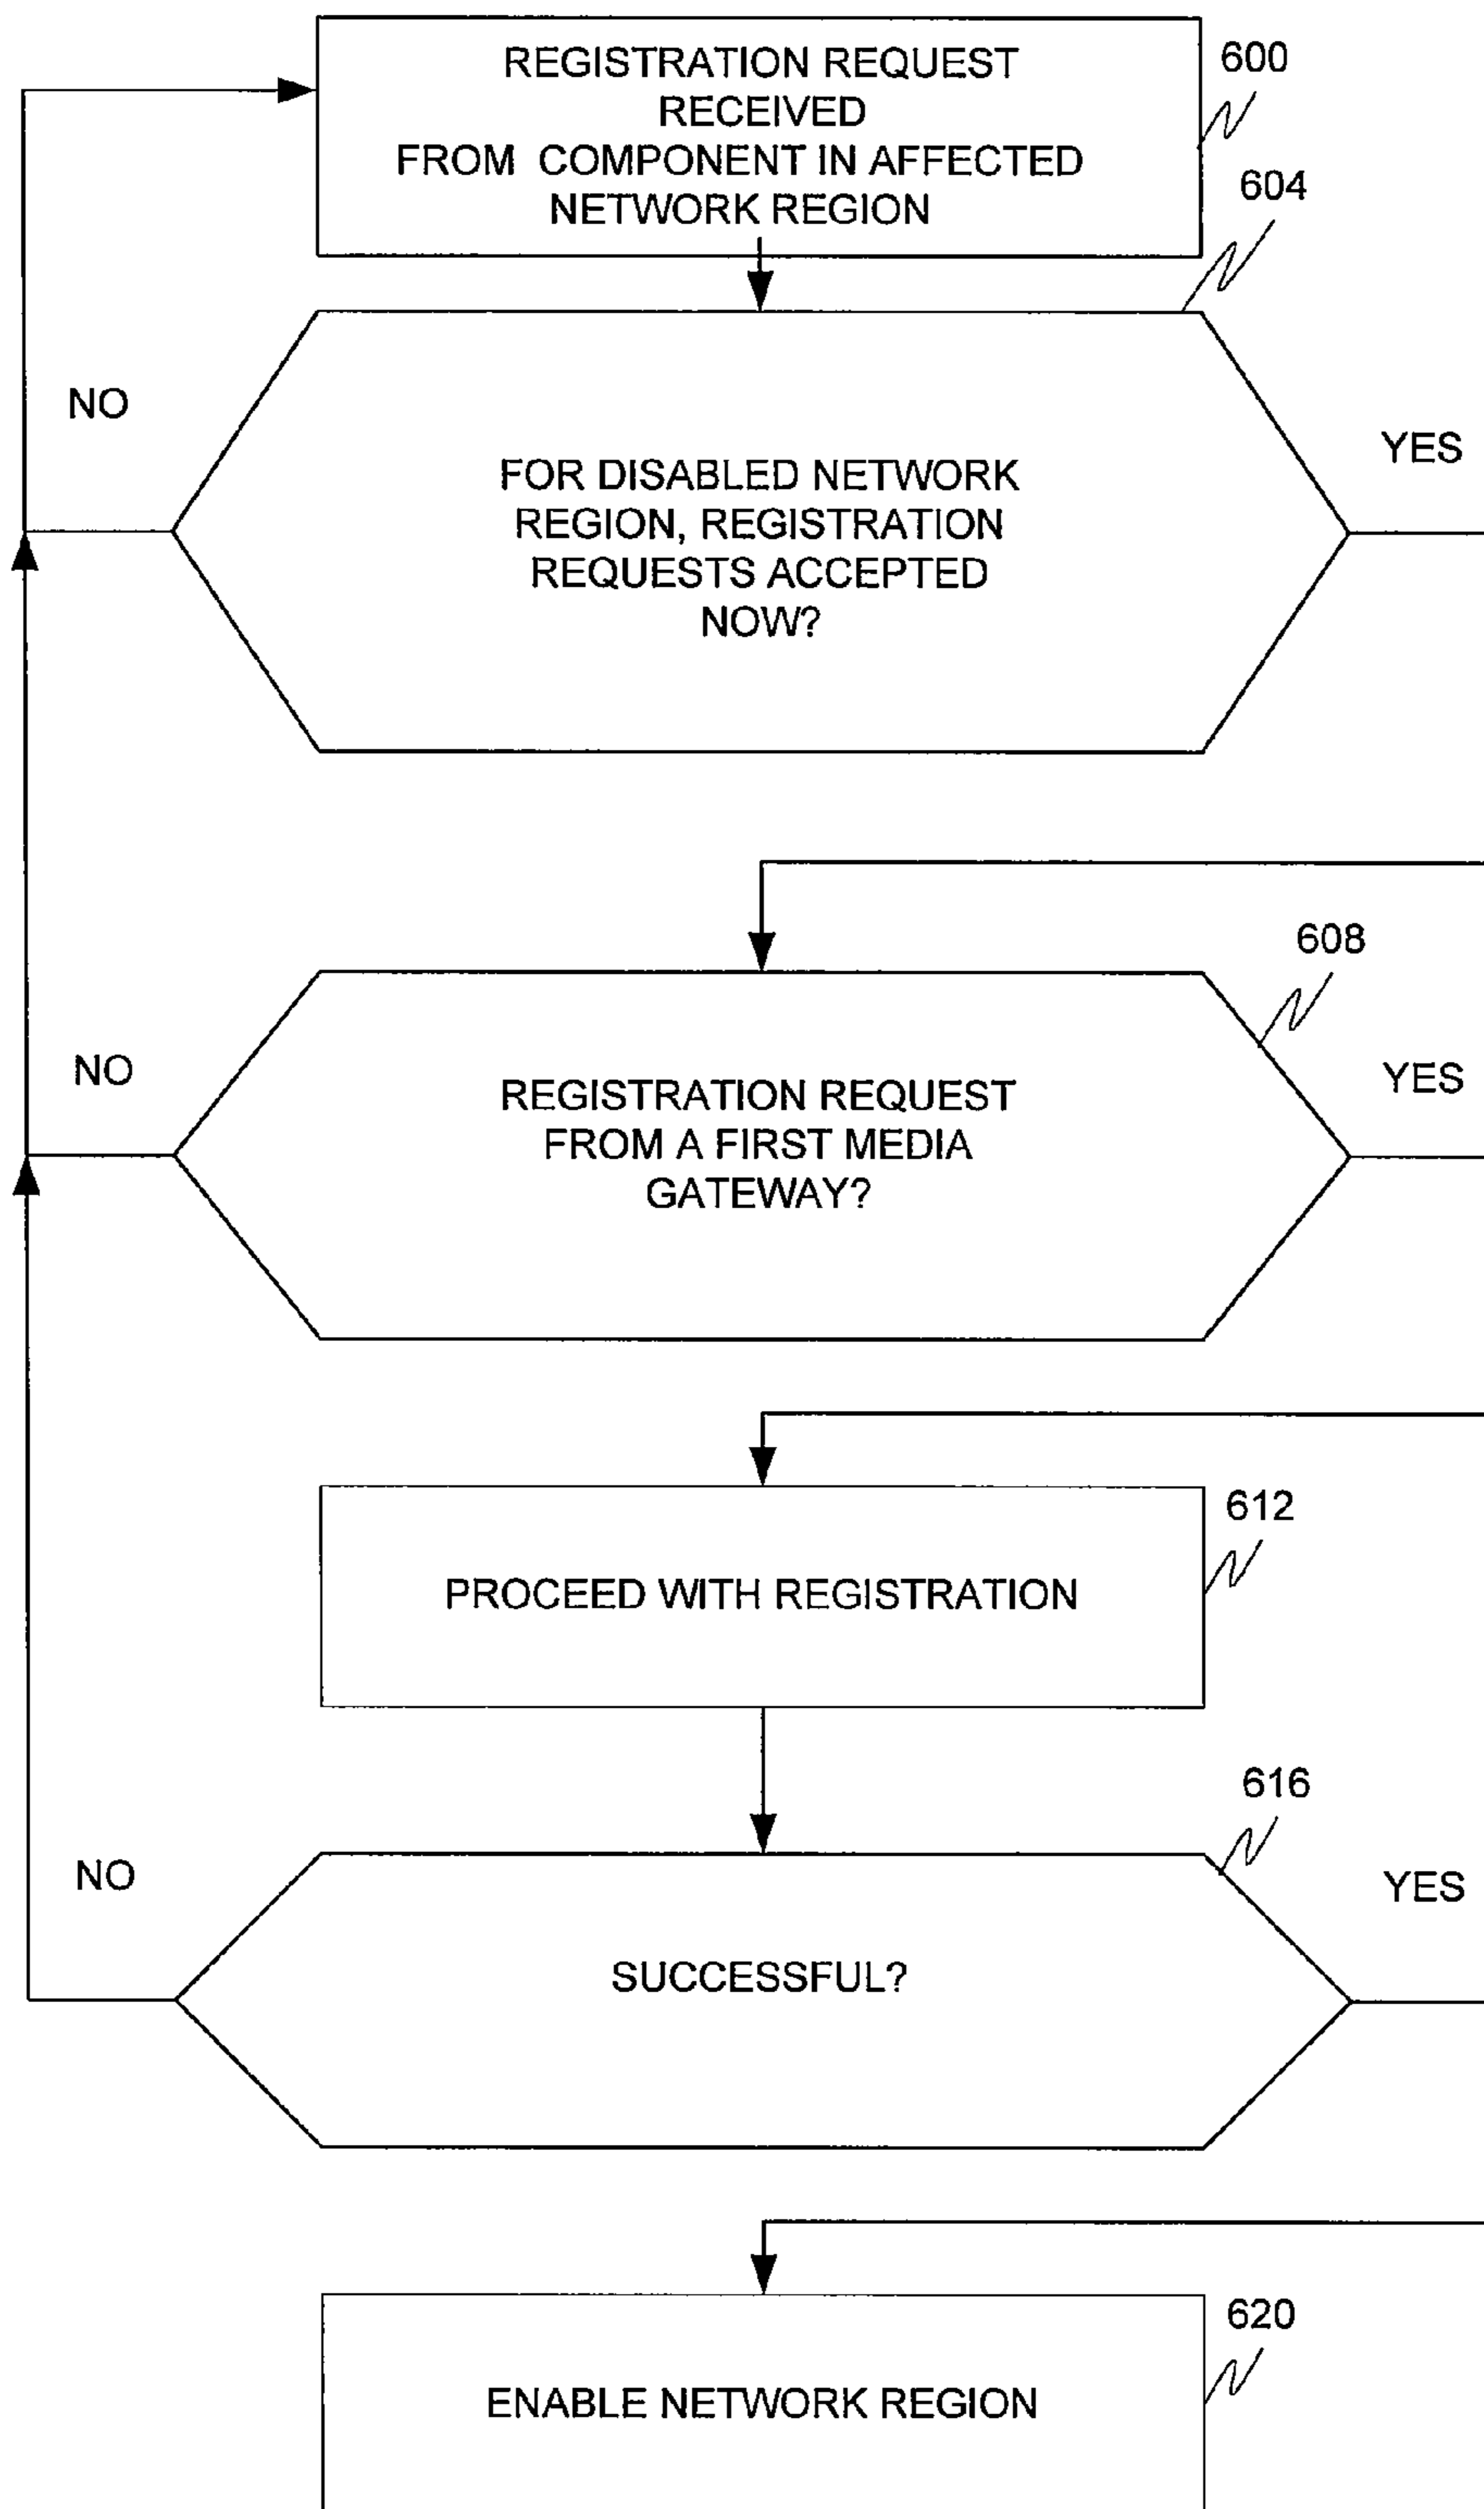 REGISTRATION REQUEST
RECEIVED
FROM COMPONENT IN AFFECTED
NETWORK REGION
600
604
NO
YES
FOR DISABLED NETWORK
REGION, REGISTRATION
REQUESTS ACCEPTED
NOW?
608
NO
YES
REGISTRATION REQUEST
FROM A FIRST MEDIA
GATEWAY?
612
PROCEED WITH REGISTRATION
616
NO
YES
SUCCESSFUL?
620
ENABLE NETWORK REGION